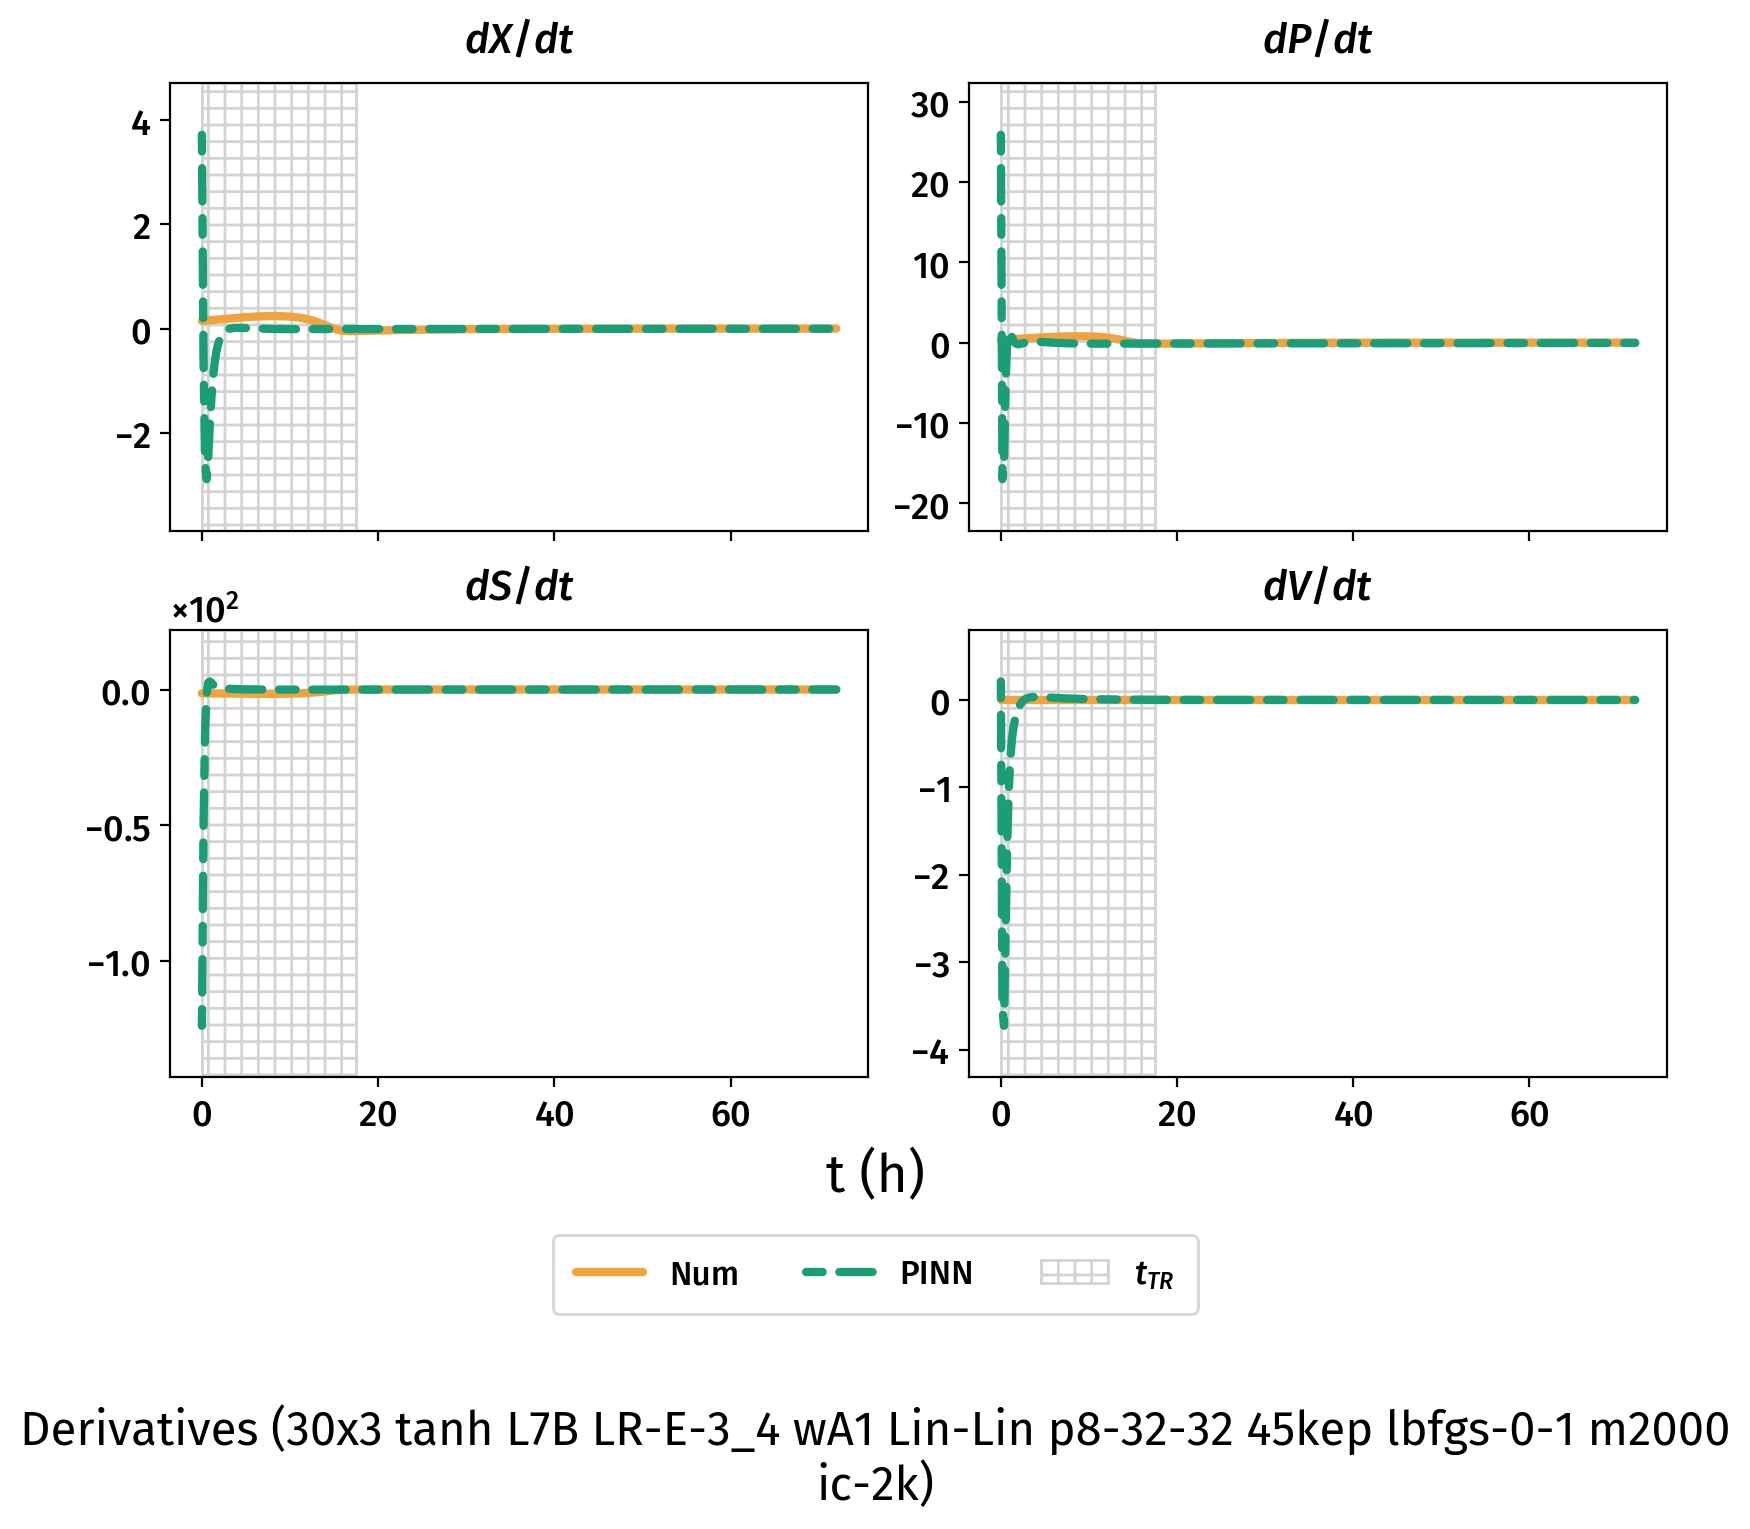 dX/dt
dP/dt
4
2
0
−2
30
20
10
0
−10
−20
dS/dt
dV/dt
×10²
0.0
−0.5
−1.0
0
−1
−2
−3
−4
0 20 40 60
0 20 40 60
t (h)
Num PINN t_TR
Derivatives (30x3 tanh L7B LR-E-3_4 wA1 Lin-Lin p8-32-32 45kep lbfgs-0-1 m2000
ic-2k)